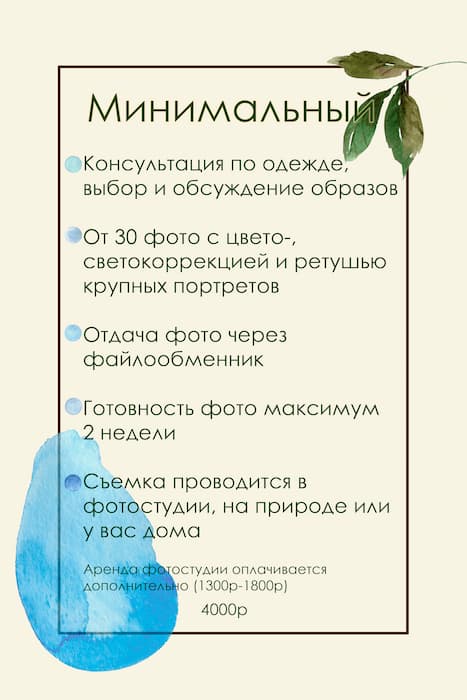 Минимальный
Консультация по одежде,
выбор и обсуждение образов
От 30 фото с цвето-,
светокоррекцией и ретушью
крупных портретов
Отдача фото через
файлообменник
Готовность фото максимум
2 недели
Съемка проводится в
фотостудии, на природе или
у вас дома
Аренда фотостудии оплачивается
дополнительно (1300р-1800р)
4000р